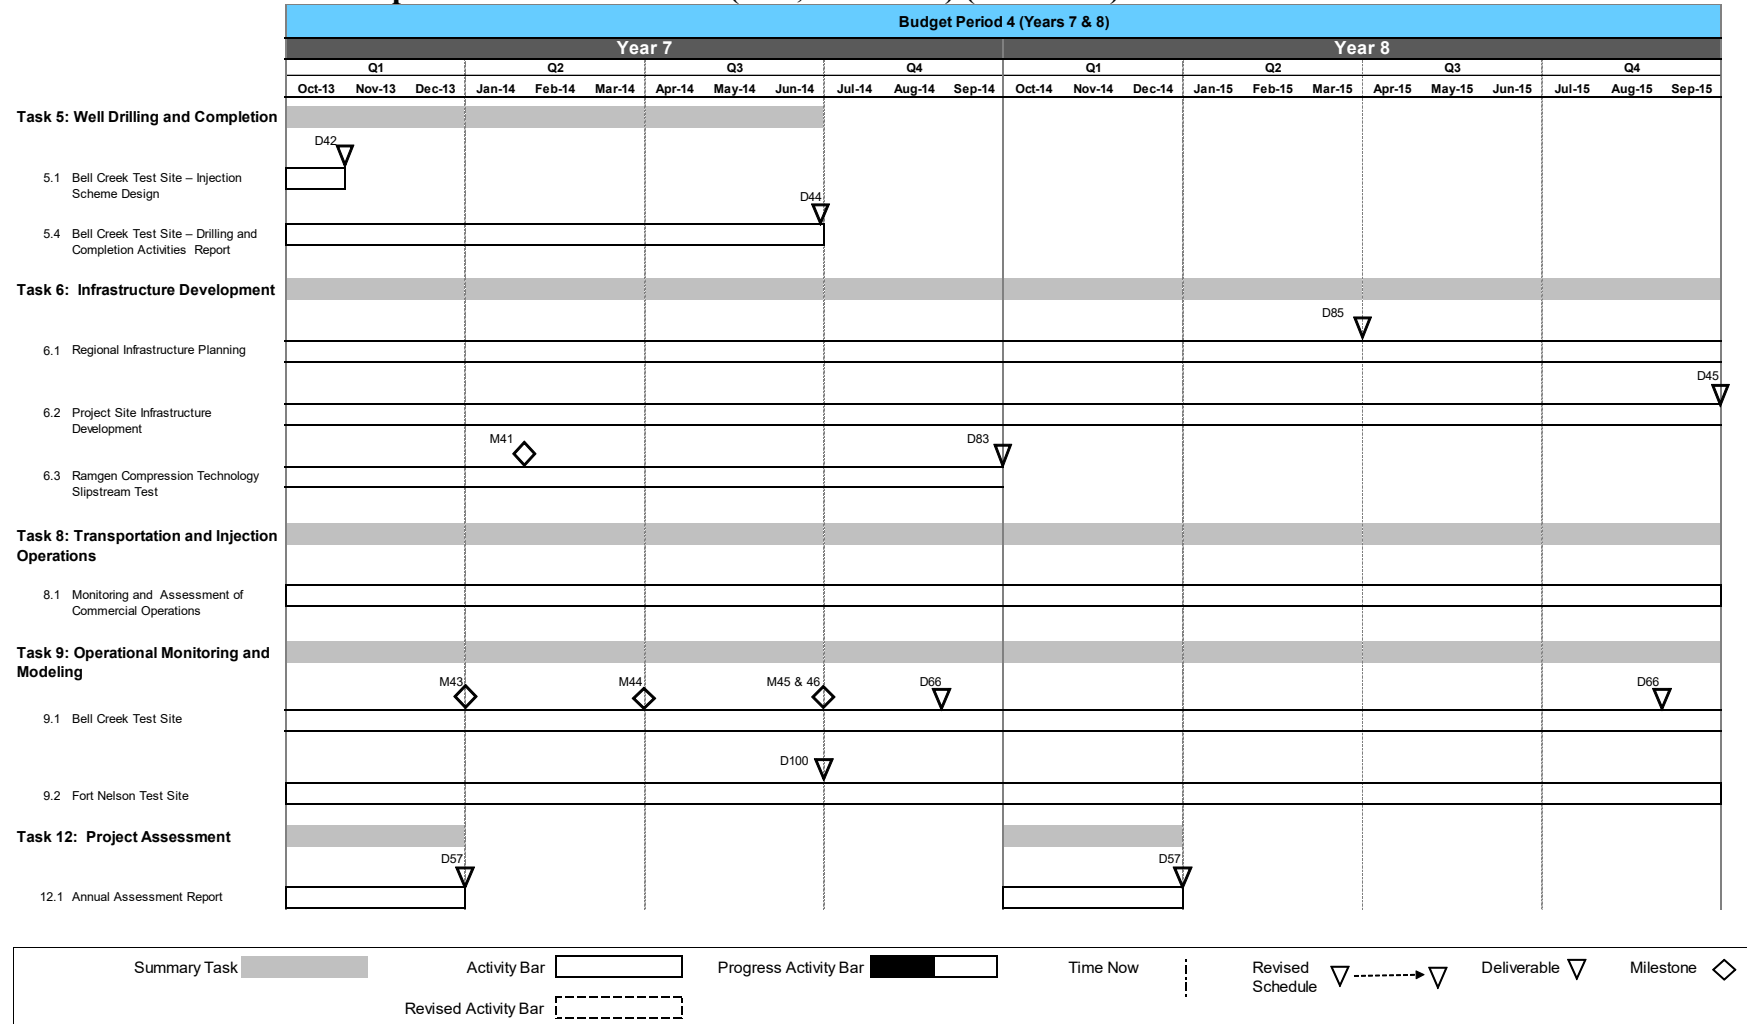 Budget Period 4 (Years 7 & 8)
Year 7 Year 8
Q1 Q2 Q3 Q4 Q1 Q2 Q3 Q4
Oct-13 Nov-13 Dec-13 Jan-14 Feb-14 Mar-14 Apr-14 May-14 Jun-14 Jul-14 Aug-14 Sep-14 Oct-14 Nov-14 Dec-14 Jan-15 Feb-15 Mar-15 Apr-15 May-15 Jun-15 Jul-15 Aug-15 Sep-15
Task 5: Well Drilling and Completion
D42
5.1 Bell Creek Test Site – Injection
Scheme Design
D44
5.4 Bell Creek Test Site – Drilling and
Completion Activities Report
Task 6: Infrastructure Development
D85
6.1 Regional Infrastructure Planning
D45
6.2 Project Site Infrastructure
Development
M41 D83
6.3 Ramgen Compression Technology
Slipstream Test
Task 8: Transportation and Injection
Operations
8.1 Monitoring and Assessment of
Commercial Operations
Task 9: Operational Monitoring and
Modeling
M43 M44 M45 & 46 D66 D66
9.1 Bell Creek Test Site
D100
9.2 Fort Nelson Test Site
Task 12: Project Assessment
D57 D57
12.1 Annual Assessment Report
Summary Task Activity Bar Progress Activity Bar Time Now Revised Deliverable Milestone
Schedule
Revised Activity Bar